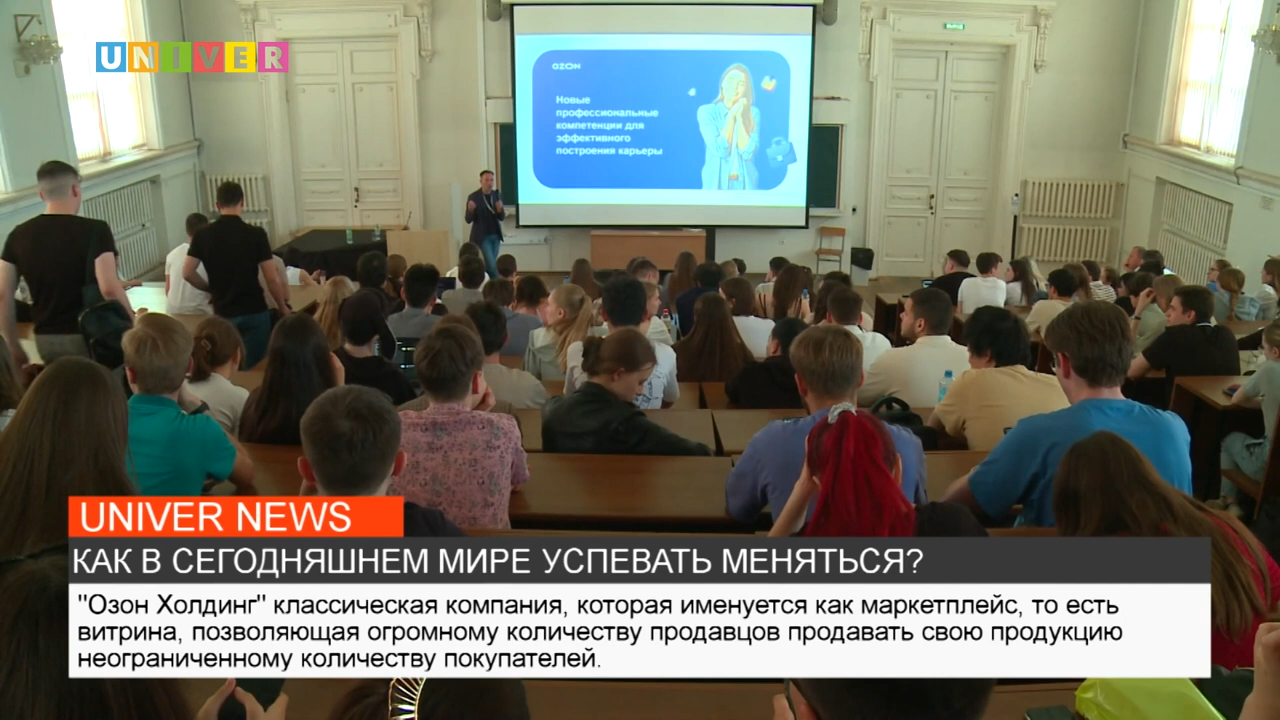 UNIVER
OZON
Новые
профессиональные
компетенции для
эффективного
построения карьеры
UNIVER NEWS
КАК В СЕГОДНЯШНЕМ МИРЕ УСПЕВАТЬ МЕНЯТЬСЯ?
"Озон Холдинг" классическая компания, которая именуется как маркетплейс, то есть
витрина, позволяющая огромному количеству продавцов продавать свою продукцию
неограниченному количеству покупателей.